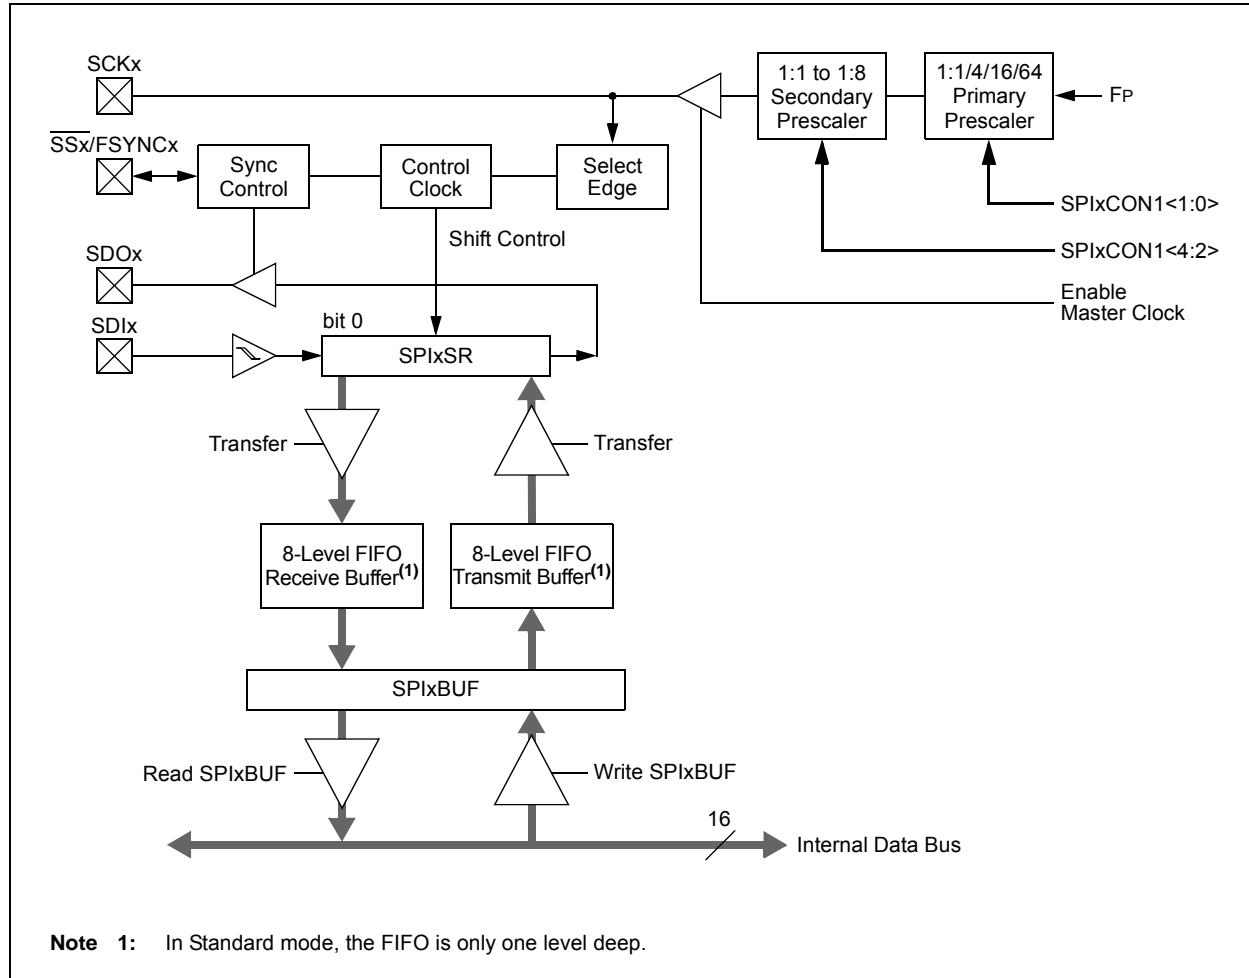 SCKx
SSx/FSYNCx
SDOx
SDIx
Sync
Control
Control
Clock
Select
Edge
1:1 to 1:8
Secondary
Prescaler
1:1/4/16/64
Primary
Prescaler
FP
SPIxCON1<1:0>
SPIxCON1<4:2>
Enable
Master Clock
Shift Control
bit 0
SPIxSR
Transfer
Transfer
8-Level FIFO
Receive Buffer(1)
8-Level FIFO
Transmit Buffer(1)
SPIxBUF
Read SPIxBUF
Write SPIxBUF
16
Internal Data Bus
Note 1: In Standard mode, the FIFO is only one level deep.